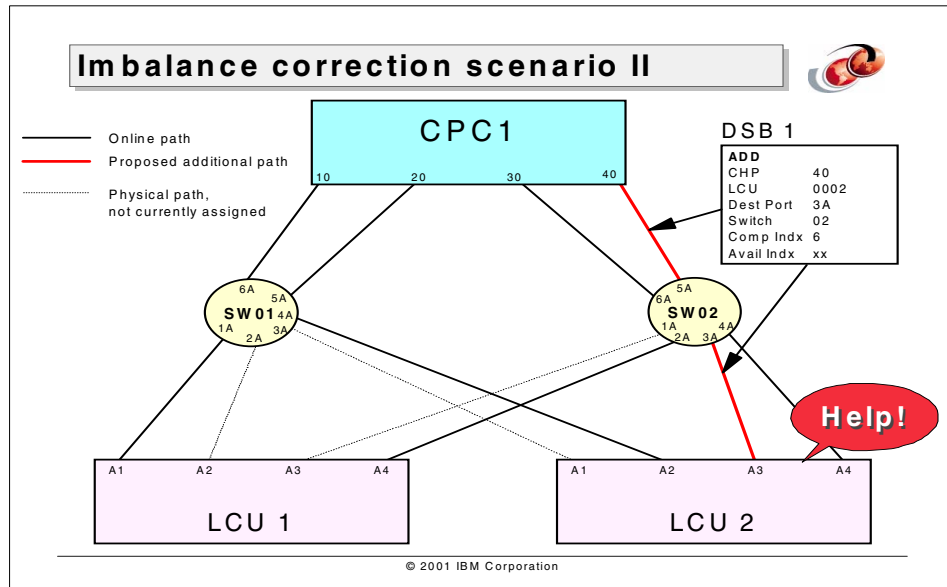 Imbalance correction scenario II
Online path
Proposed additional path
Physical path,
not currently assigned
CPC1
10
20
30
40
DSB 1
ADD
CHP 40
LCU 0002
Dest Port 3A
Switch 02
Comp Indx 6
Avail Indx xx
6A
5A
SW01
4A
1A
3A
2A
5A
6A
SW02
1A
4A
2A
3A
Help!
A1
A2
A3
A4
LCU 1
A1
A2
A3
A4
LCU 2
© 2001 IBM Corporation